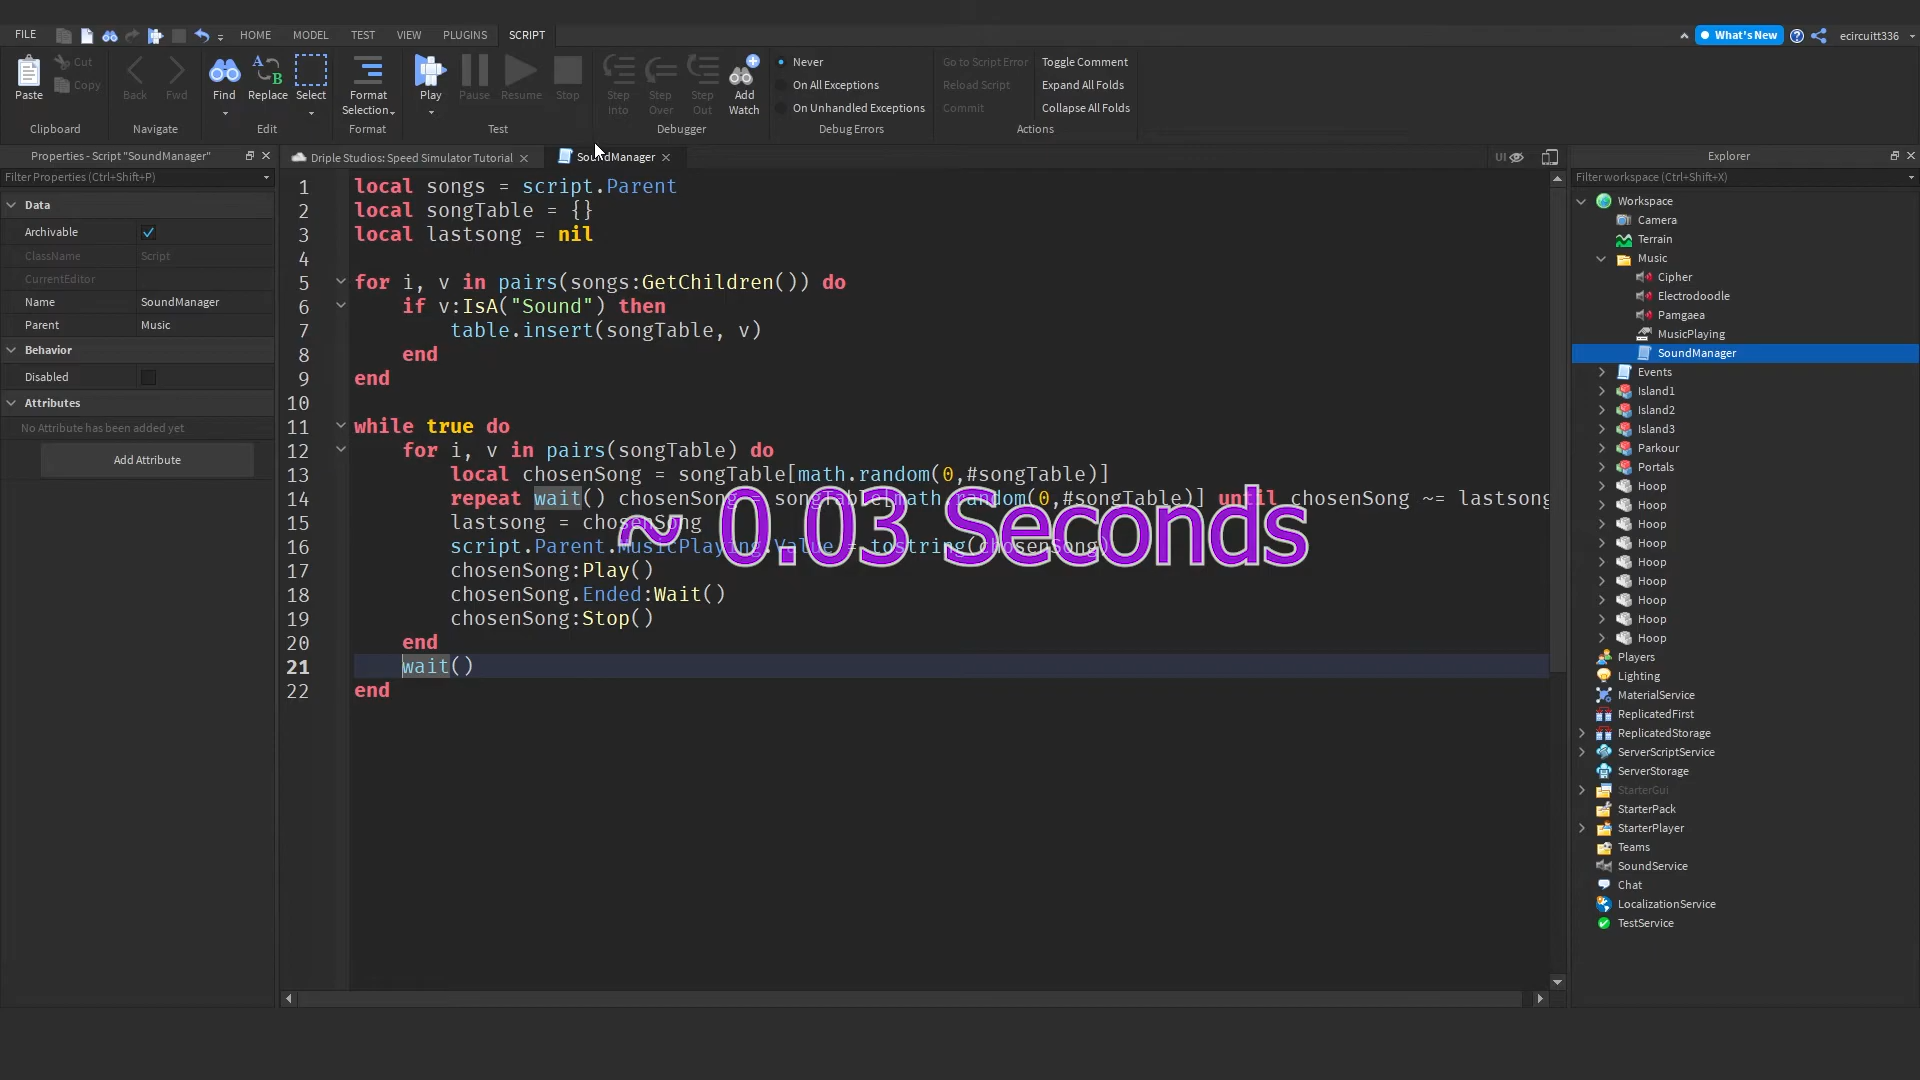 FILE HOME MODEL TEST VIEW PLUGINS SCRIPT What's New ecircuitt336
Paste Cut Copy Clipboard
Back Fwd Navigate
Find Replace Select Edit
Format Selection Format
Play Pause Resume Stop Test
Step Into Step Over Step Out Add Watch Debugger
Never
On All Exceptions
On Unhandled Exceptions
Debug Errors
Go to Script Error Toggle Comment
Reload Script Expand All Folds
Commit Collapse All Folds
Actions
Properties - Script "SoundManager"
Filter Properties (Ctrl+Shift+P)
Data
Archivable
ClassName Script
CurrentEditor
Name SoundManager
Parent Music
Behavior
Disabled
Attributes
No Attribute has been added yet
Add Attribute
Driple Studios: Speed Simulator Tutorial SoundManager UI
1 local songs = script.Parent
2 local songTable = {}
3 local lastsong = nil
4
5 for i, v in pairs(songs:GetChildren()) do
6 if v:IsA("Sound") then
7 table.insert(songTable, v)
8 end
9 end
10
11 while true do
12 for i, v in pairs(songTable) do
13 local chosenSong = songTable[math.random(0,#songTable)]
14 repeat wait() chosenSong = songTable[math.random(0,#songTable)] until chosenSong ~= lastsong
15 lastsong = chosenSong
16 script.Parent.MusicPlaying.Value = tostring(chosenSong)
17 chosenSong:Play()
18 chosenSong.Ended:Wait()
19 chosenSong:Stop()
20 end
21 wait()
22 end
~ 0.03 Seconds
Explorer
Filter workspace (Ctrl+Shift+X)
Workspace
Camera
Terrain
Music
Cipher
Electrodoodle
Pamgaea
MusicPlaying
SoundManager
Events
Island1
Island2
Island3
Parkour
Portals
Hoop
Hoop
Hoop
Hoop
Hoop
Hoop
Hoop
Hoop
Hoop
Players
Lighting
MaterialService
ReplicatedFirst
ReplicatedStorage
ServerScriptService
ServerStorage
StarterGui
StarterPack
StarterPlayer
Teams
SoundService
Chat
LocalizationService
TestService